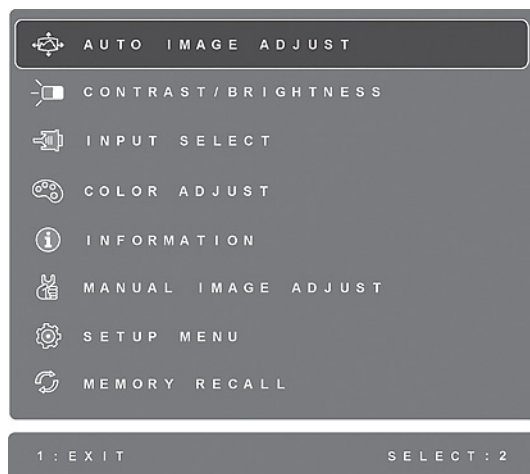 AUTO IMAGE ADJUST
CONTRAST/BRIGHTNESS
INPUT SELECT
COLOR ADJUST
INFORMATION
MANUAL IMAGE ADJUST
SETUP MENU
MEMORY RECALL
1:EXIT SELECT:2